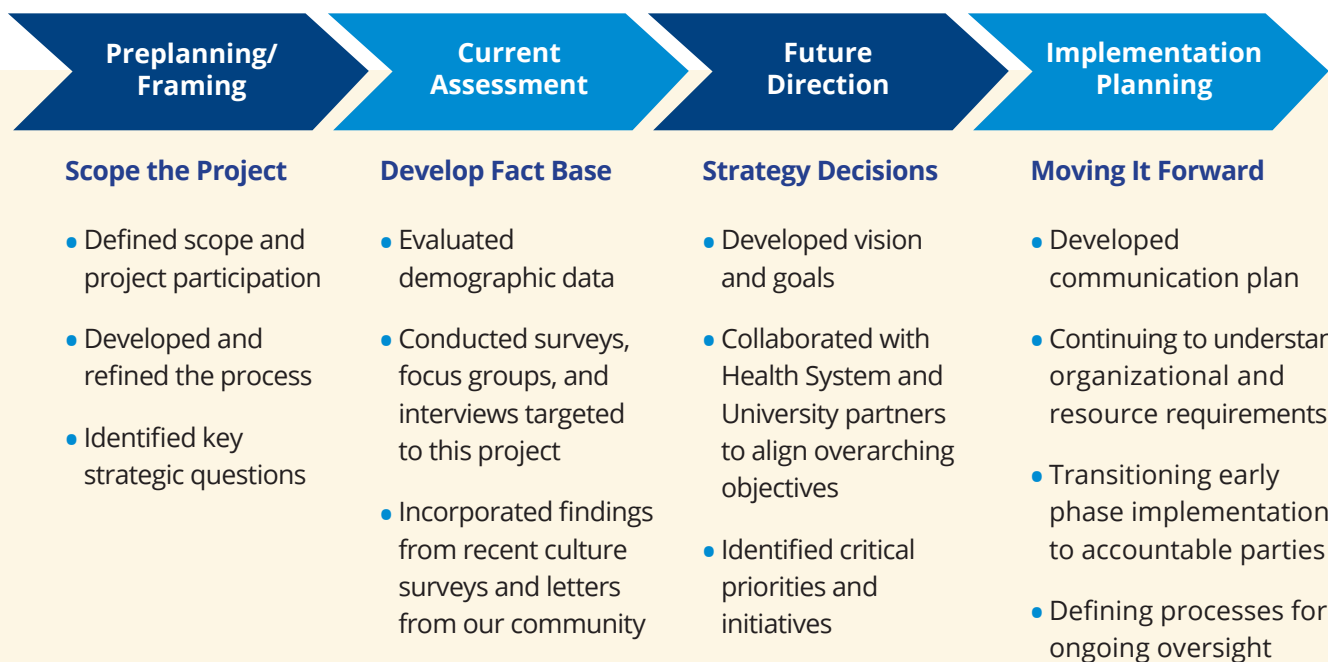 Preplanning/
Framing
Current
Assessment
Future
Direction
Implementation
Planning
Scope the Project
• Defined scope and
project participation
• Developed and
refined the process
• Identified key
strategic questions
Develop Fact Base
• Evaluated
demographic data
• Conducted surveys,
focus groups, and
interviews targeted
to this project
• Incorporated findings
from recent culture
surveys and letters
from our community
Strategy Decisions
• Developed vision
and goals
• Collaborated with
Health System and
University partners
to align overarching
objectives
• Identified critical
priorities and
initiatives
Moving It Forward
• Developed
communication plan
• Continuing to understan
organizational and
resource requirements
• Transitioning early
phase implementation
to accountable parties
• Defining processes for
ongoing oversight